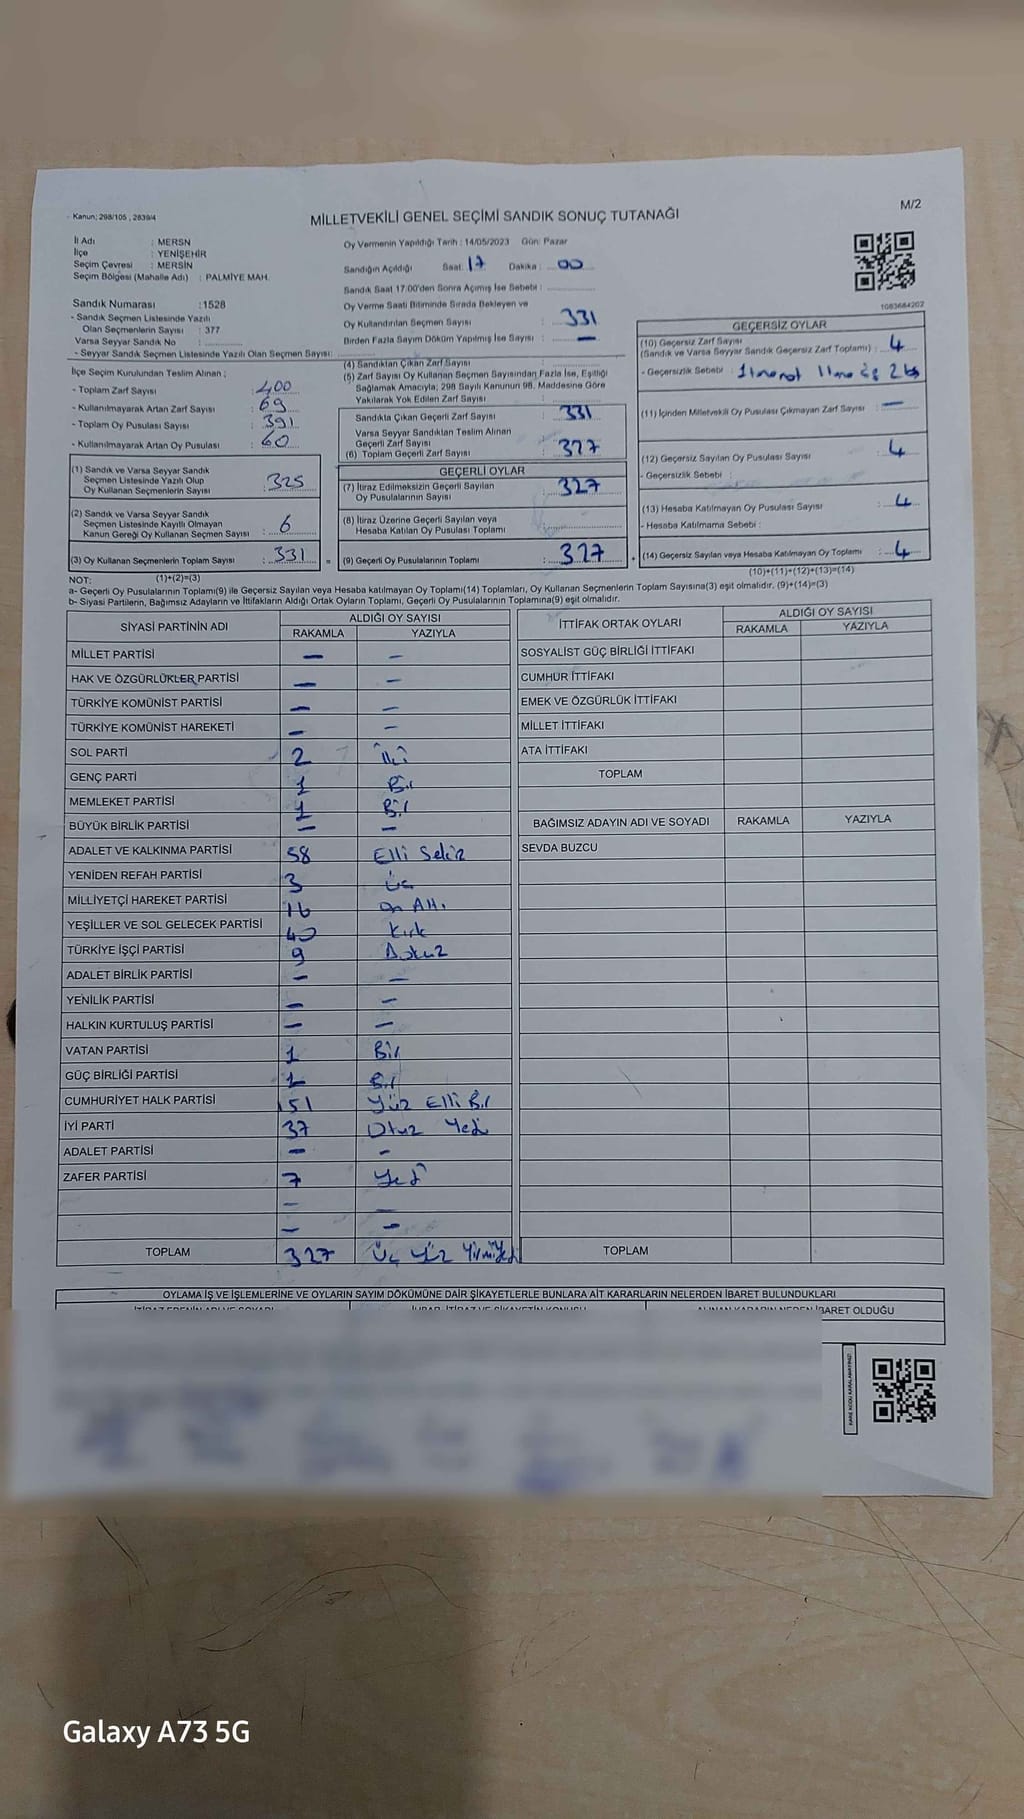 Kanun; 298/105 , 2839/4
MİLLETVEKİLİ GENEL SEÇİMİ SANDIK SONUÇ TUTANAĞI
M/2
İl Adı : MERSN
İlçe : YENİŞEHİR
Seçim Çevresi : MERSİN
Seçim Bölgesi (Mahalle Adı) : PALMİYE MAH.
Oy Vermenin Yapıldığı Tarih : 14/05/2023 Gün: Pazar
Sandığın Açıldığı Saat 17 Dakika : 00
Sandık Saat 17:00'den Sonra Açımış İse Sebebi :
Sandık Numarası :1528
- Sandık Seçmen Listesinde Yazılı
Olan Seçmenlerin Sayısı : 377
Varsa Seyyar Sandık No :
- Seyyar Sandık Seçmen Listesinde Yazılı Olan Seçmen Sayısı:
Oy Verme Saati Bitiminde Sırada Bekleyen ve
Oy Kullandırılan Seçmen Sayısı : 331
Birden Fazla Sayım Döküm Yapılmış İse Sayısı : —
1083684202
İlçe Seçim Kurulundan Teslim Alınan ;
- Toplam Zarf Sayısı : 400
- Kullanılmayarak Artan Zarf Sayısı : 69
- Toplam Oy Pusulası Sayısı : 391
- Kullanılmayarak Artan Oy Pusulası : 60
(4) Sandıktan Çıkan Zarf Sayısı :
(5) Zarf Sayısı Oy Kullanan Seçmen Sayısından Fazla İse, Eşitliği
Sağlamak Amacıyla; 298 Sayılı Kanunun 98. Maddesine Göre
Yakılarak Yok Edilen Zarf Sayısı :
Sandıkta Çıkan Geçerli Zarf Sayısı : 331
Varsa Seyyar Sandıktan Teslim Alınan
Geçerli Zarf Sayısı
(6) Toplam Geçerli Zarf Sayısı : 327
GEÇERSİZ OYLAR
(10) Geçersiz Zarf Sayısı
(Sandık ve Varsa Seyyar Sandık Geçersiz Zarf Toplamı) : 4
- Geçersizlik Sebebi :
(11) İçinden Milletvekili Oy Pusulası Çıkmayan Zarf Sayısı : —
(12) Geçersiz Sayılan Oy Pusulası Sayısı : 4
- Geçersizlik Sebebi :
(13) Hesaba Katılmayan Oy Pusulası Sayısı : 4
- Hesaba Katılmama Sebebi :
(14) Geçersiz Sayılan veya Hesaba Katılmayan Oy Toplamı : 4
(1) Sandık ve Varsa Seyyar Sandık
Seçmen Listesinde Yazılı Olup
Oy Kullanan Seçmenlerin Sayısı : 325
(2) Sandık ve Varsa Seyyar Sandık
Seçmen Listesinde Kayıtlı Olmayan
Kanun Gereği Oy Kullanan Seçmen Sayısı : 6
(3) Oy Kullanan Seçmenlerin Toplam Sayısı : 331 =
GEÇERLİ OYLAR
(7) İtiraz Edilmeksizin Geçerli Sayılan
Oy Pusulalarının Sayısı : 327
(8) İtiraz Üzerine Geçerli Sayılan veya
Hesaba Katılan Oy Pusulası Toplamı :
(9) Geçerli Oy Pusulalarının Toplamı : 327 +
NOT: (1)+(2)=(3)
(10)+(11)+(12)+(13)=(14)
a- Geçerli Oy Pusulalarının Toplamı(9) ile Geçersiz Sayılan veya Hesaba katılmayan Oy Toplamı(14) Toplamları, Oy Kullanan Seçmenlerin Toplam Sayısına(3) eşit olmalıdır. (9)+(14)=(3)
b- Siyasi Partilerin, Bağımsız Adayların ve İttifakların Aldığı Ortak Oyların Toplamı, Geçerli Oy Pusulalarının Toplamına(9) eşit olmalıdır.
SİYASİ PARTİNİN ADI ALDIĞI OY SAYISI
RAKAMLA YAZIYLA
MİLLET PARTİSİ — —
HAK VE ÖZGÜRLÜKLER PARTİSİ — —
TÜRKİYE KOMÜNİST PARTİSİ — —
TÜRKİYE KOMÜNİST HAREKETİ — —
SOL PARTİ 2 İki
GENÇ PARTİ 1 Bir
MEMLEKET PARTİSİ 1 Bir
BÜYÜK BİRLİK PARTİSİ — —
ADALET VE KALKINMA PARTİSİ 58 Elli Sekiz
YENİDEN REFAH PARTİSİ 3 Üç
MİLLİYETÇİ HAREKET PARTİSİ 16 On Altı
YEŞİLLER VE SOL GELECEK PARTİSİ 40 Kırk
TÜRKİYE İŞÇİ PARTİSİ 9 Dokuz
ADALET BİRLİK PARTİSİ — —
YENİLİK PARTİSİ — —
HALKIN KURTULUŞ PARTİSİ — —
VATAN PARTİSİ 1 Bir
GÜÇ BİRLİĞİ PARTİSİ 1 Bir
CUMHURİYET HALK PARTİSİ 151 Yüz Elli Bir
İYİ PARTİ 37 Otuz Yedi
ADALET PARTİSİ — -
ZAFER PARTİSİ 7 Yedi
— —
— —
TOPLAM 327 Üç Yüz Yirmi Yedi
İTTİFAK ORTAK OYLARI ALDIĞI OY SAYISI
RAKAMLA YAZIYLA
SOSYALİST GÜÇ BİRLİĞİ İTTİFAKI
CUMHUR İTTİFAKI
EMEK VE ÖZGÜRLÜK İTTİFAKI
MİLLET İTTİFAKI
ATA İTTİFAKI
TOPLAM
BAĞIMSIZ ADAYIN ADI VE SOYADI RAKAMLA YAZIYLA
SEVDA BUZCU
TOPLAM
OYLAMA İŞ VE İŞLEMLERİNE VE OYLARIN SAYIM DÖKÜMÜNE DAİR ŞİKAYETLERLE BUNLARA AİT KARARLARIN NELERDEN İBARET BULUNDUKLARI
İBARET OLDUĞU
KARE KODU KARALAMAYINIZ!
Galaxy A73 5G